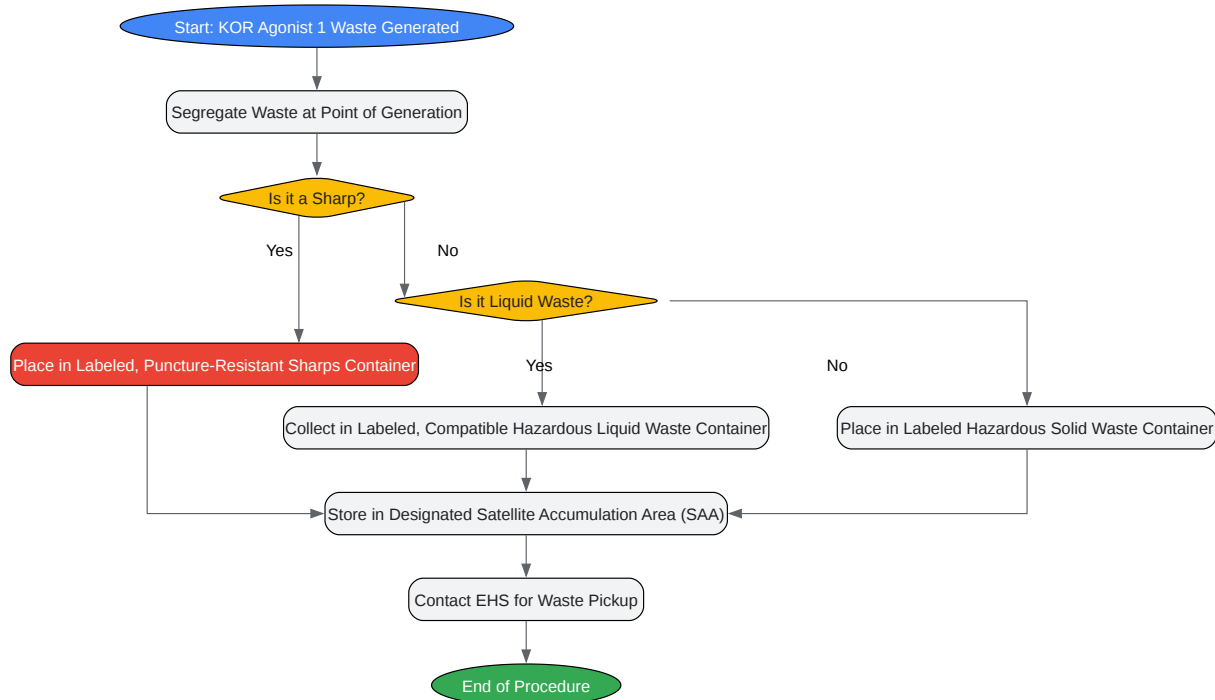 Start: KOR Agonist 1 Waste Generated
Segregate Waste at Point of Generation
Is it a Sharp?
Yes
No
Is it Liquid Waste?
Place in Labeled, Puncture-Resistant Sharps Container
Yes
No
Collect in Labeled, Compatible Hazardous Liquid Waste Container
Place in Labeled Hazardous Solid Waste Container
Store in Designated Satellite Accumulation Area (SAA)
Contact EHS for Waste Pickup
End of Procedure